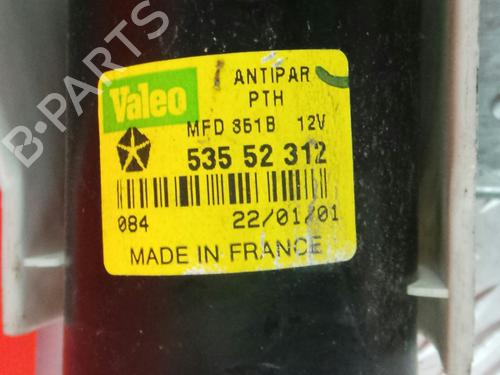 Valeo
ANTIPAR
PTH
MFD 351B 12V
535 52 312
084
22/01/01
MADE IN FRANCE
B-PARTS